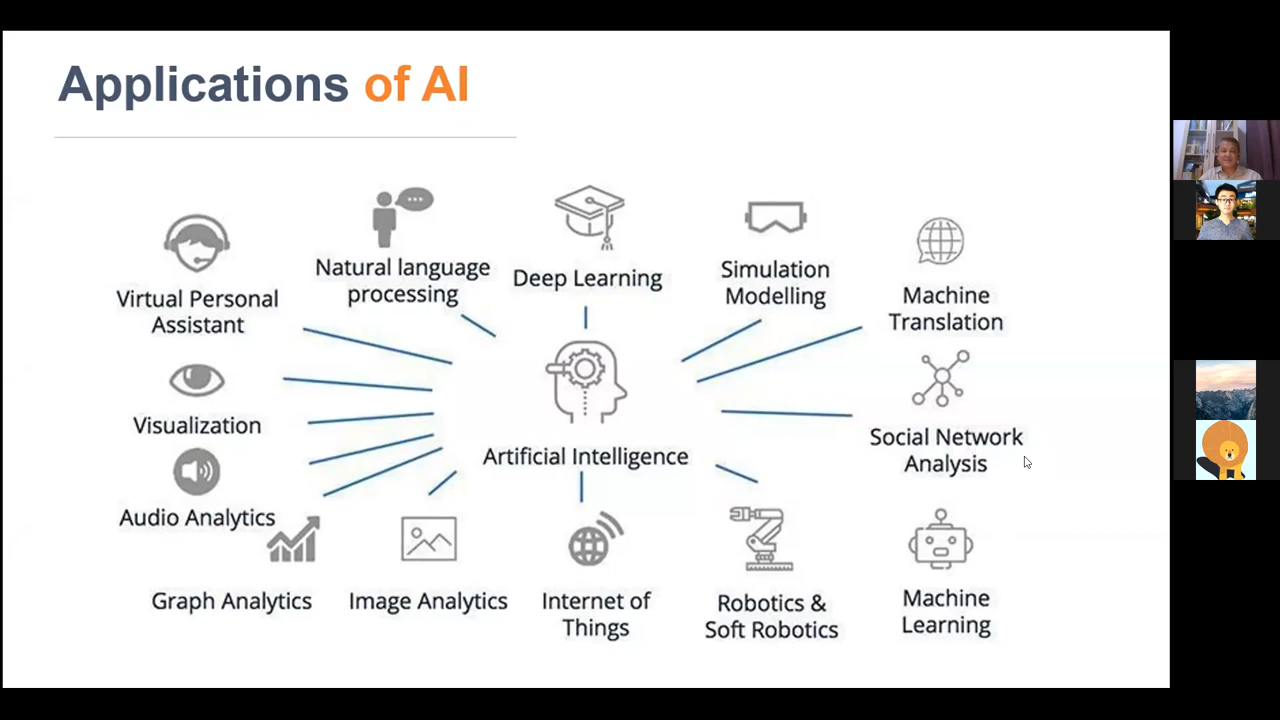 Applications of AI
Natural language
processing
Deep Learning
Simulation
Modelling
Virtual Personal
Assistant
Machine
Translation
Visualization
Artificial Intelligence
Social Network
Analysis
Audio Analytics
Graph Analytics
Image Analytics
Internet of
Things
Robotics &
Soft Robotics
Machine
Learning